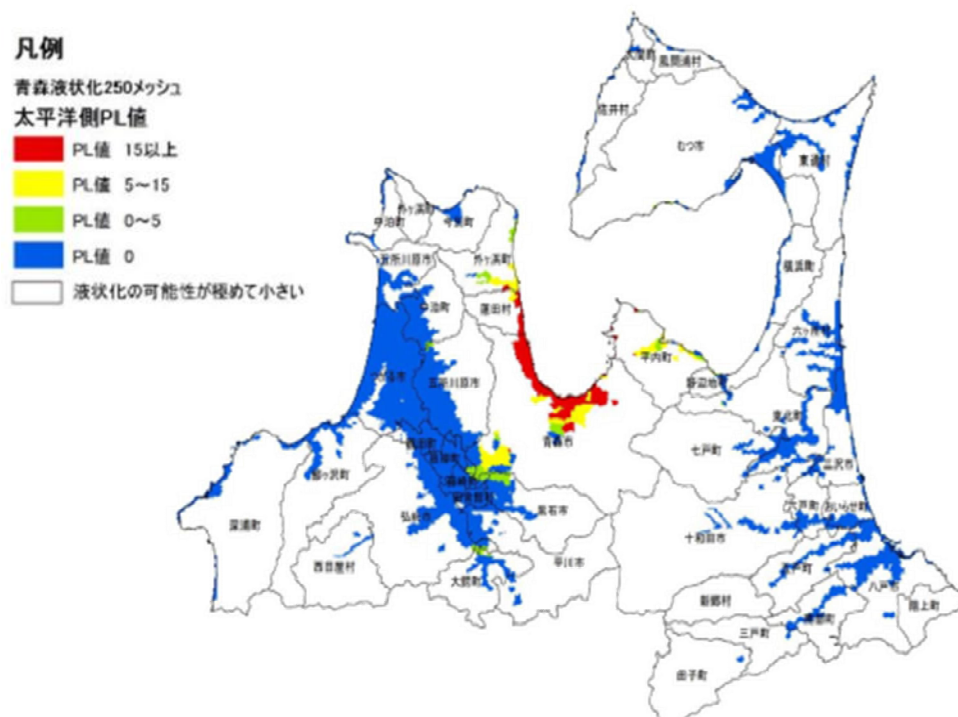 凡例
青森液状化250メッシュ
太平洋側PL値
PL値 15以上
PL値 5～15
PL値 0～5
PL値 0
液状化の可能性が極めて小さい
風間浦村
佐井村
むつ市
東通村
外ヶ浜町
中泊町
今別町
五所川原市
外ヶ浜町
横浜町
中泊町
蓬田村
平内町
野辺地町
五所川原市
青森市
東北町
七戸町
三沢市
鰺ヶ沢町
六戸町
おいらせ町
深浦町
弘前市
黒石市
十和田市
西目屋村
平川市
大鰐町
八戸市
新郷村
階上町
三戸町
田子町